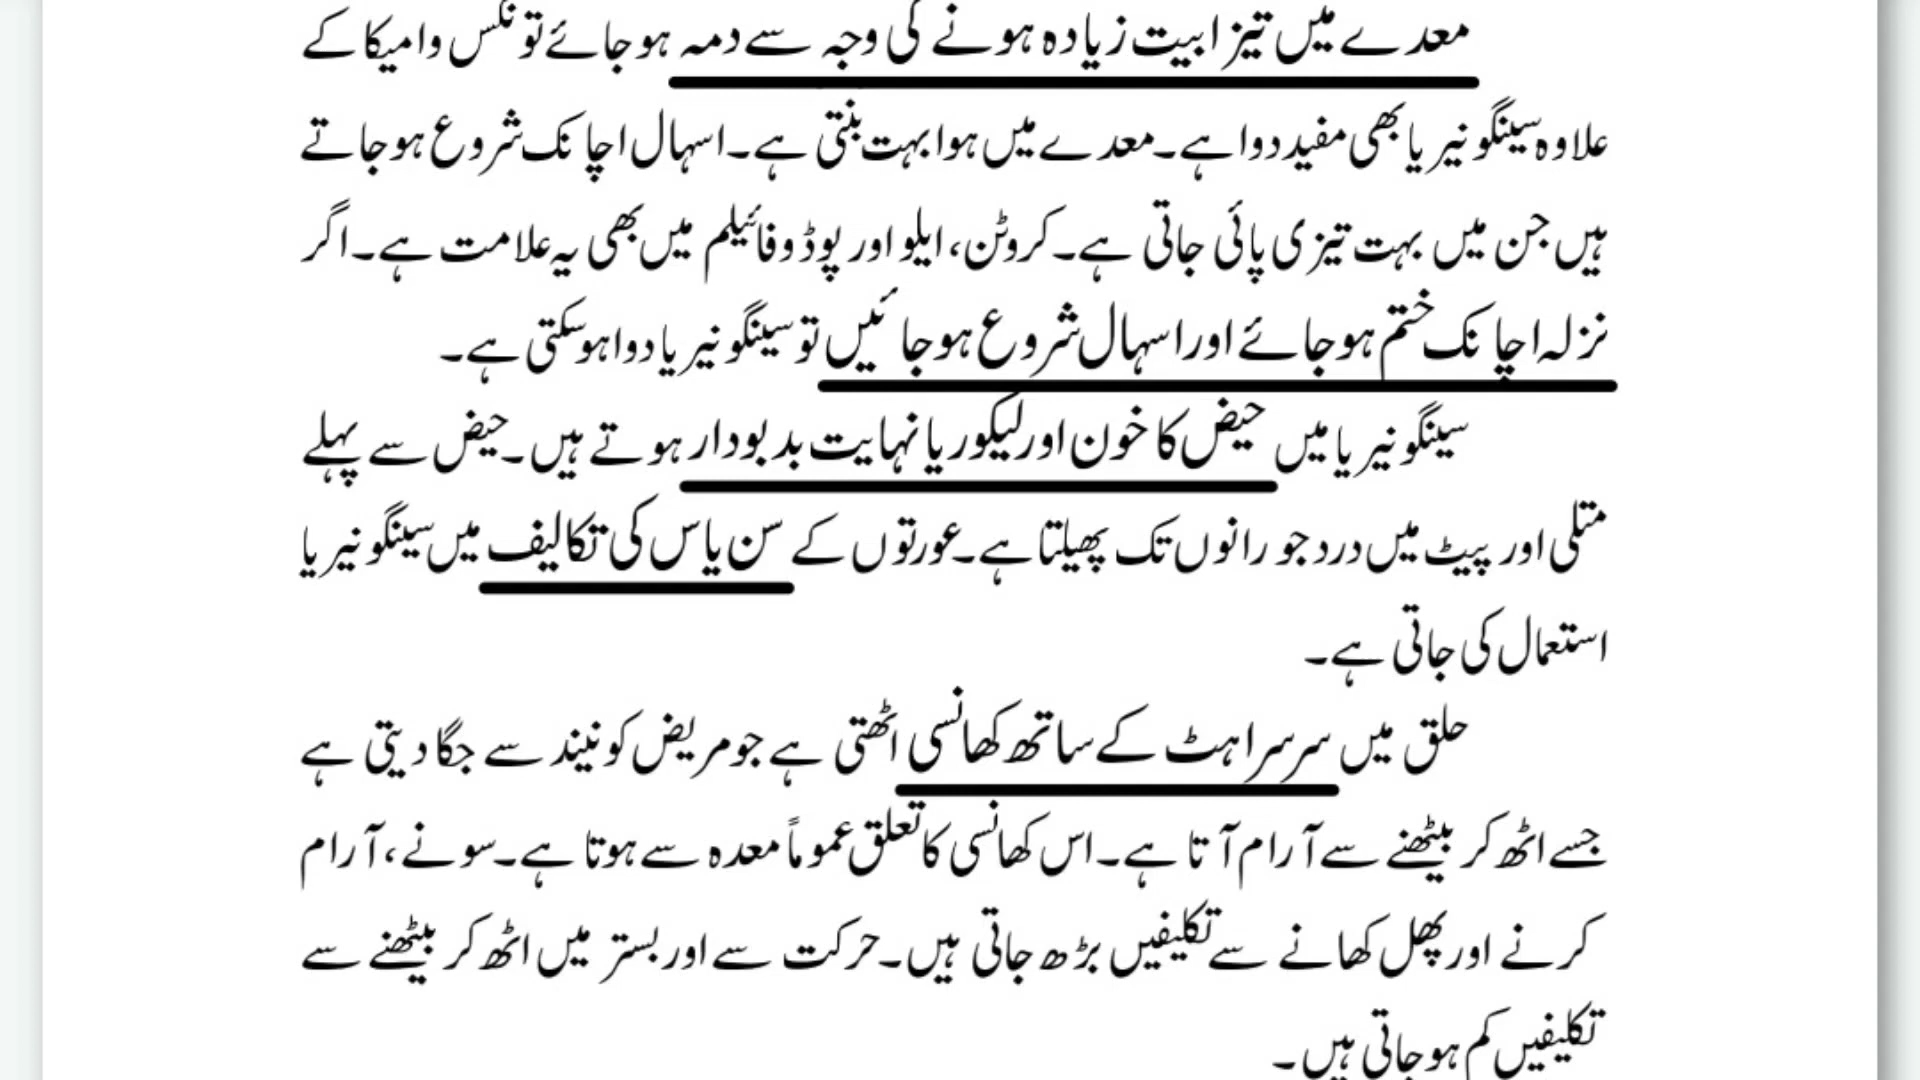 معدے میں تیزابیت زیادہ ہونے کی وجہ سے دمہ ہو جائے تو نکس وامیکا کے
علاوہ سینگونیریا بھی مفید دوا ہے۔ معدے میں ہوا بہت بنتی ہے۔ اسہال اچانک شروع ہو جاتے
ہیں جن میں بہت تیزی پائی جاتی ہے۔ کروٹن، ایلو اور پوڈوفائیلم میں بھی یہ علامت ہے۔ اگر
نزلہ اچانک ختم ہو جائے اور اسہال شروع ہو جائیں تو سینگونیریا دوا ہو سکتی ہے۔
سینگونیریا میں حیض کا خون اور لیکوریا نہایت بدبودار ہوتے ہیں۔ حیض سے پہلے
متلی اور پیٹ میں درد جو رانوں تک پھیلتا ہے۔ عورتوں کے سن یاس کی تکالیف میں سینگونیریا
استعمال کی جاتی ہے۔
حلق میں سرسراہٹ کے ساتھ کھانسی اٹھتی ہے جو مریض کو نیند سے جگا دیتی ہے
جسے اٹھ کر بیٹھنے سے آرام آتا ہے۔ اس کھانسی کا تعلق عموماً معدہ سے ہوتا ہے۔ سونے، آرام
کرنے اور پھل کھانے سے تکلیفیں بڑھ جاتی ہیں۔ حرکت سے اور بستر میں اٹھ کر بیٹھنے سے
تکلیفیں کم ہو جاتی ہیں۔